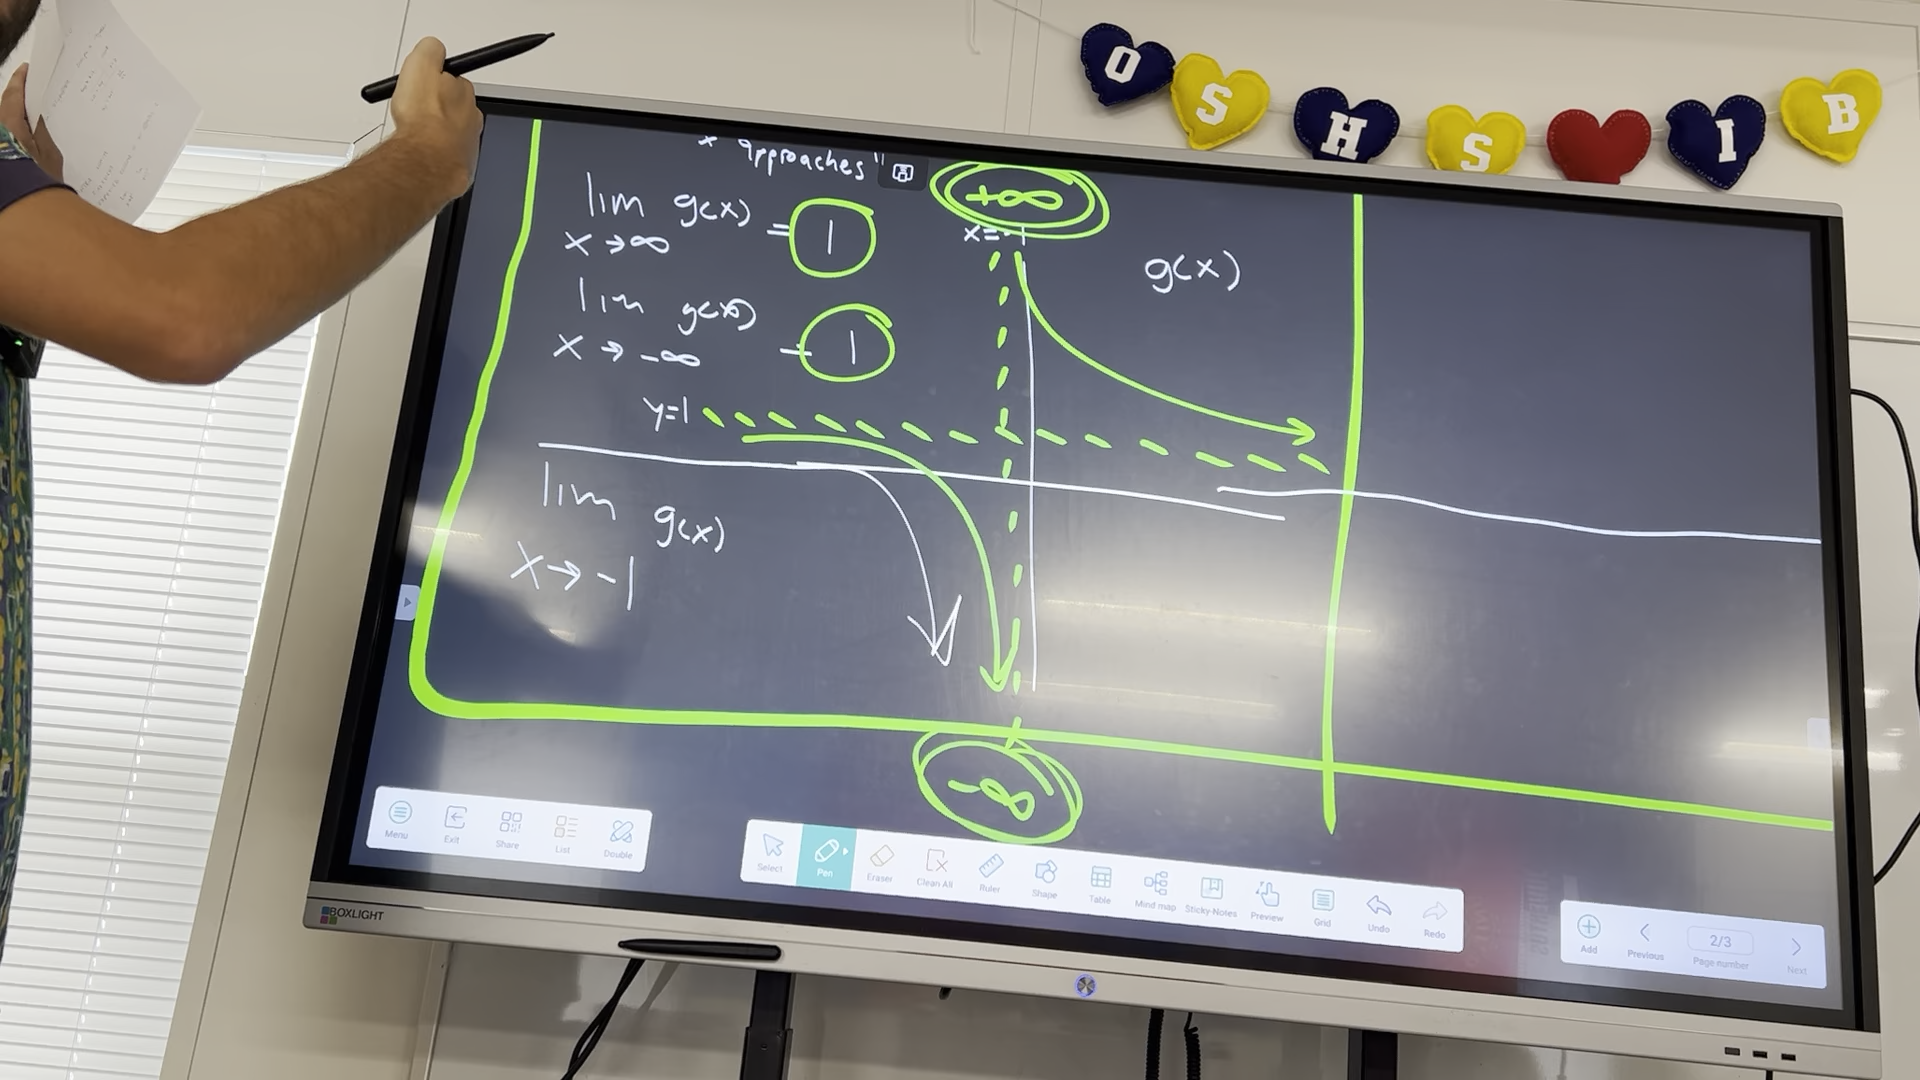 O S H S I B
x approaches"
lim g(x) = 1
x→∞
lim g(x) = 1
x→-∞
y=1
lim g(x)
x→-1
+∞
x=-1
g(x)
-∞
Menu Exit Share List Double
Select Pen Eraser Clean All Ruler Shape Table Mind map Sticky-Notes Preview Grid Undo Redo
Add Previous 2/3 Page number Next
BOXLIGHT